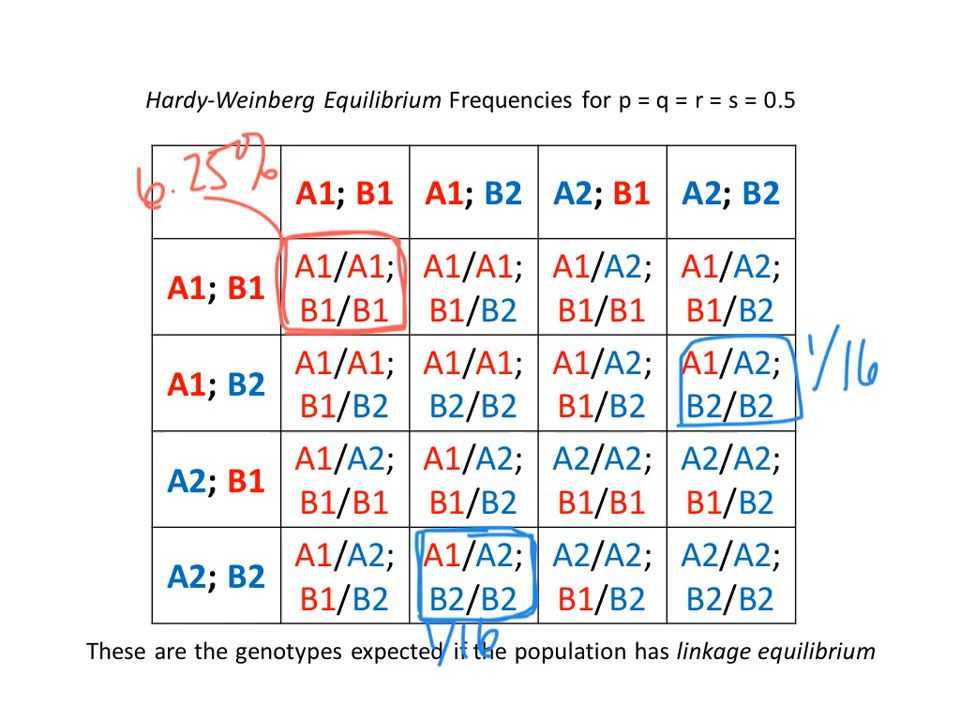 Hardy-Weinberg Equilibrium Frequencies for p = q = r = s = 0.5
6.25%
A1; B1 A1; B2 A2; B1 A2; B2
A1; B1
A1/A1; A1/A1; A1/A2; A1/A2;
B1/B1 B1/B2 B1/B1 B1/B2
A1; B2
A1/A1; A1/A1; A1/A2; A1/A2;
B1/B2 B2/B2 B1/B2 B2/B2
1/16
A2; B1
A1/A2; A1/A2; A2/A2; A2/A2;
B1/B1 B1/B2 B1/B1 B1/B2
A2; B2
A1/A2; A1/A2; A2/A2; A2/A2;
B1/B2 B2/B2 B1/B2 B2/B2
1/16
These are the genotypes expected if the population has linkage equilibrium